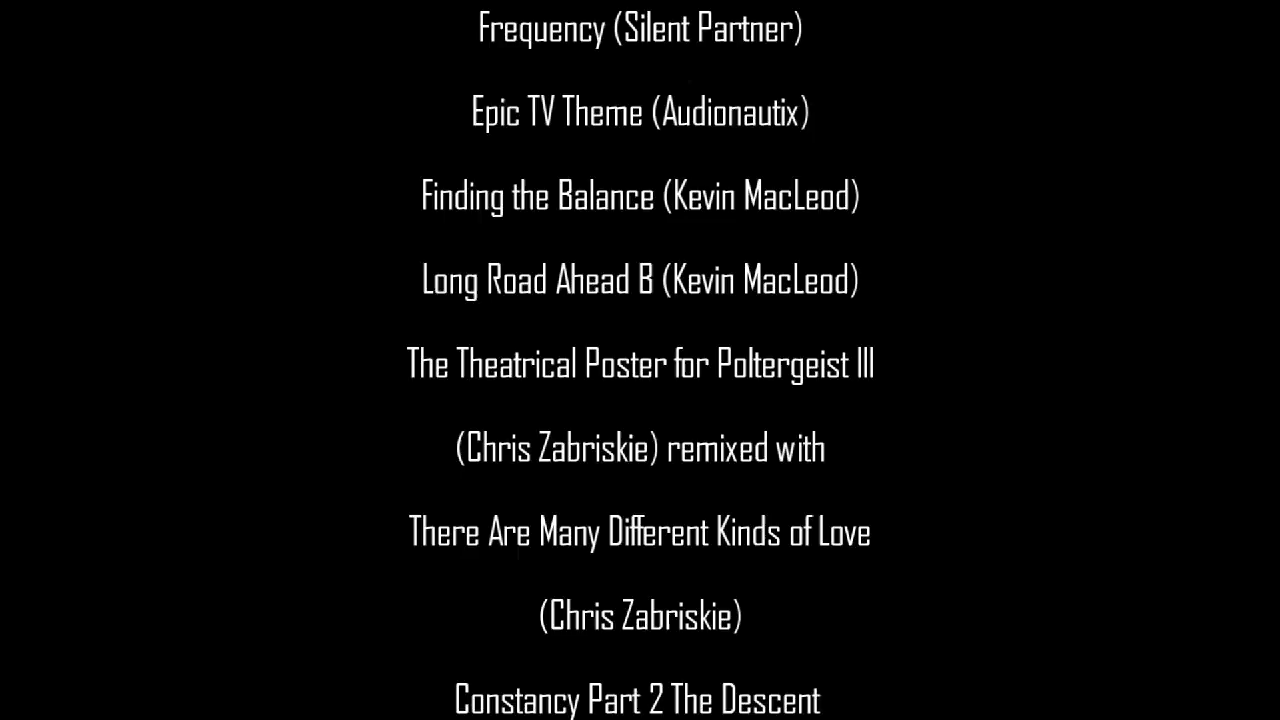 Frequency (Silent Partner)
Epic TV Theme (Audionautix)
Finding the Balance (Kevin MacLeod)
Long Road Ahead B (Kevin MacLeod)
The Theatrical Poster for Poltergeist III
(Chris Zabriskie) remixed with
There Are Many Different Kinds of Love
(Chris Zabriskie)
Constancy Part 2 The Descent